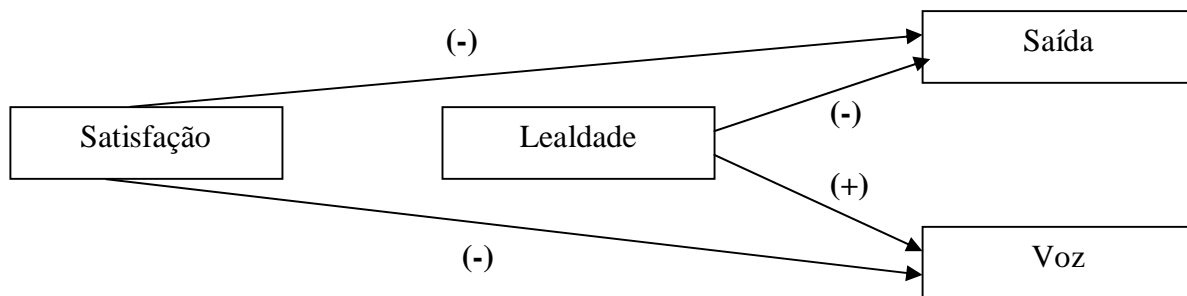 (-)
Saída
Satisfação
Lealdade
(-)
(+)
(-)
Voz